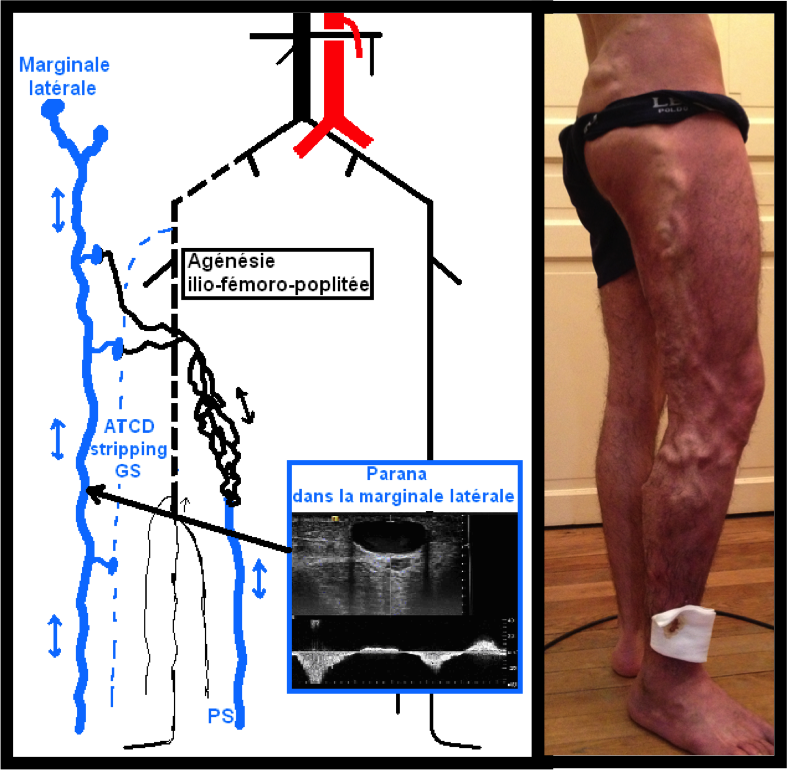 Marginale
latérale
Agénésie
ilio-fémoro-poplitée
ATCD
stripping
GS
Parana
dans la marginale latérale
PS